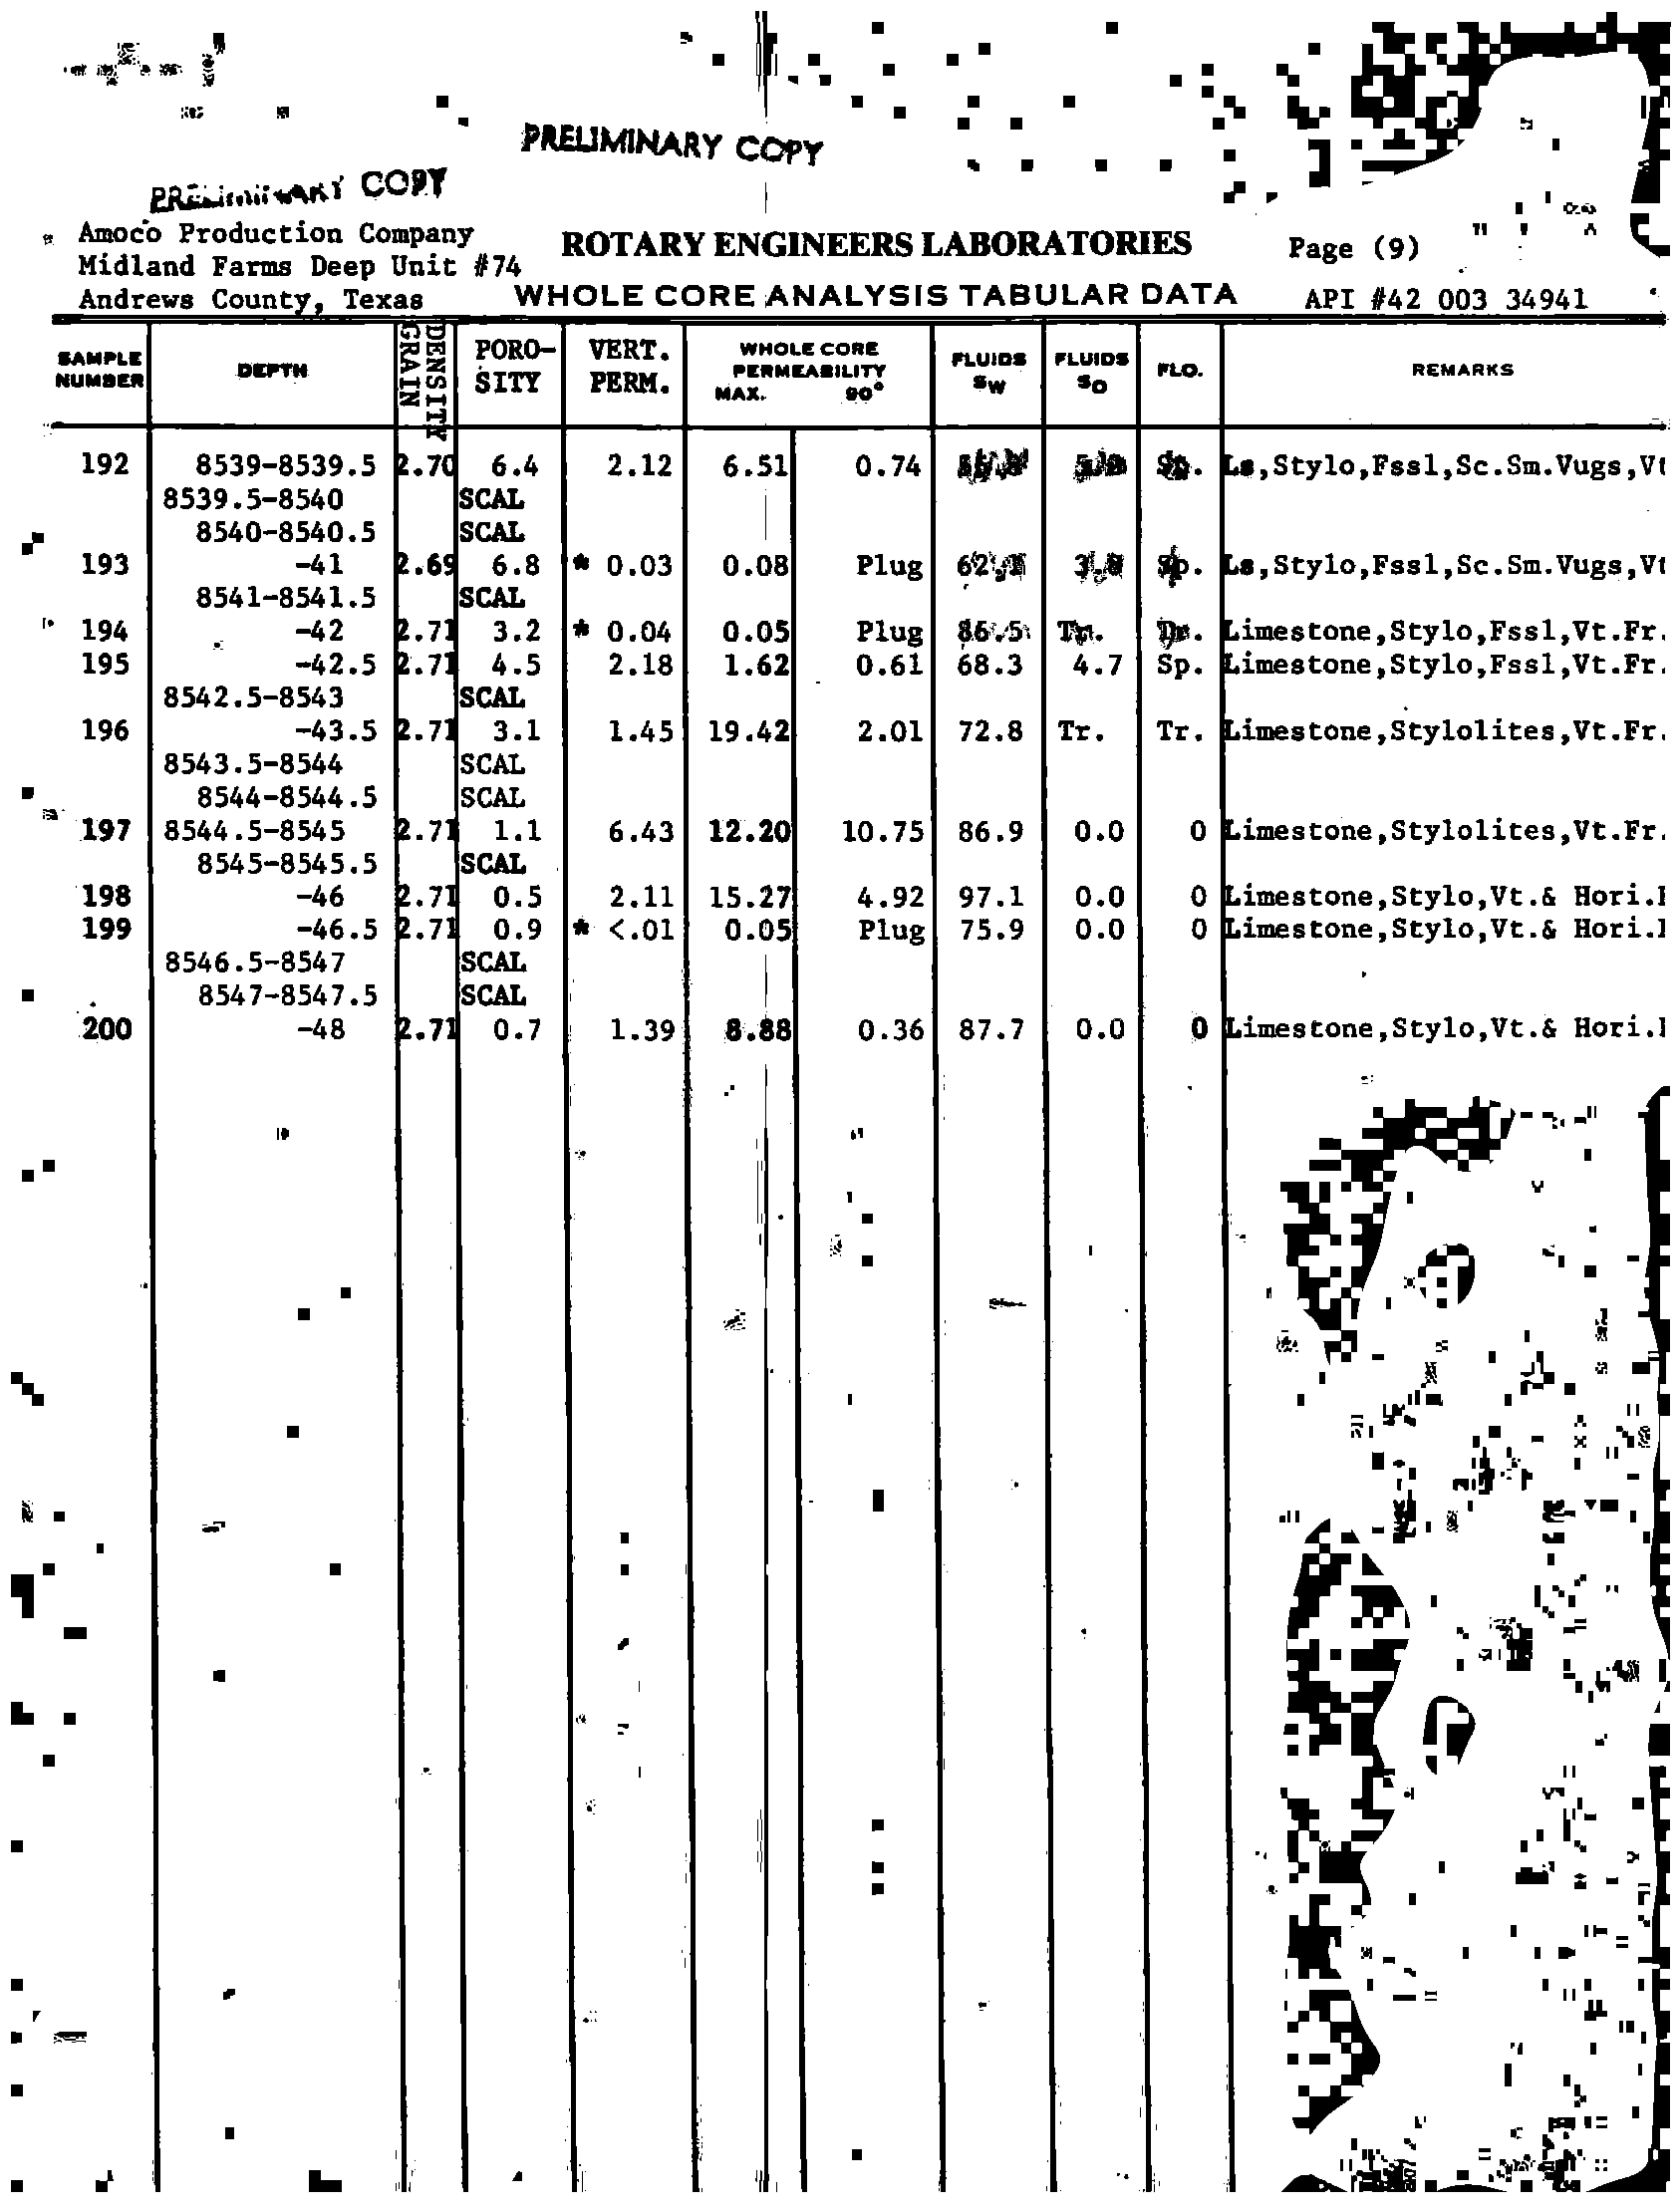 PRELIMINARY COPY
PRELIMINARY COPY
Amoco Production Company
Midland Farms Deep Unit #74
Andrews County, Texas
ROTARY ENGINEERS LABORATORIES
WHOLE CORE ANALYSIS TABULAR DATA
Page (9)
API #42 003 34941
SAMPLE NUMBER DEPTH GRAIN DENSITY PORO-SITY VERT. PERM. WHOLE CORE PERMEABILITY MAX. 90° FLUIDS SW FLUIDS SO FLO. REMARKS
192 8539-8539.5 2.70 6.4 2.12 6.51 0.74 Sp. Ls,Stylo,Fssl,Sc.Sm.Vugs,Vt
8539.5-8540 SCAL
8540-8540.5 SCAL
193 -41 2.69 6.8 * 0.03 0.08 Plug Sp. Ls,Stylo,Fssl,Sc.Sm.Vugs,Vt
8541-8541.5 SCAL
194 -42 2.71 3.2 * 0.04 0.05 Plug 86.5 Tr. Tr. Limestone,Stylo,Fssl,Vt.Fr.
195 -42.5 2.71 4.5 2.18 1.62 0.61 68.3 4.7 Sp. Limestone,Stylo,Fssl,Vt.Fr.
8542.5-8543 SCAL
196 -43.5 2.71 3.1 1.45 19.42 2.01 72.8 Tr. Tr. Limestone,Stylolites,Vt.Fr.
8543.5-8544 SCAL
8544-8544.5 SCAL
197 8544.5-8545 2.71 1.1 6.43 12.20 10.75 86.9 0.0 0 Limestone,Stylolites,Vt.Fr.
8545-8545.5 SCAL
198 -46 2.71 0.5 2.11 15.27 4.92 97.1 0.0 0 Limestone,Stylo,Vt.& Hori.
199 -46.5 2.71 0.9 * <.01 0.05 Plug 75.9 0.0 0 Limestone,Stylo,Vt.& Hori.
8546.5-8547 SCAL
8547-8547.5 SCAL
200 -48 2.71 0.7 1.39 8.88 0.36 87.7 0.0 0 Limestone,Stylo,Vt.& Hori.